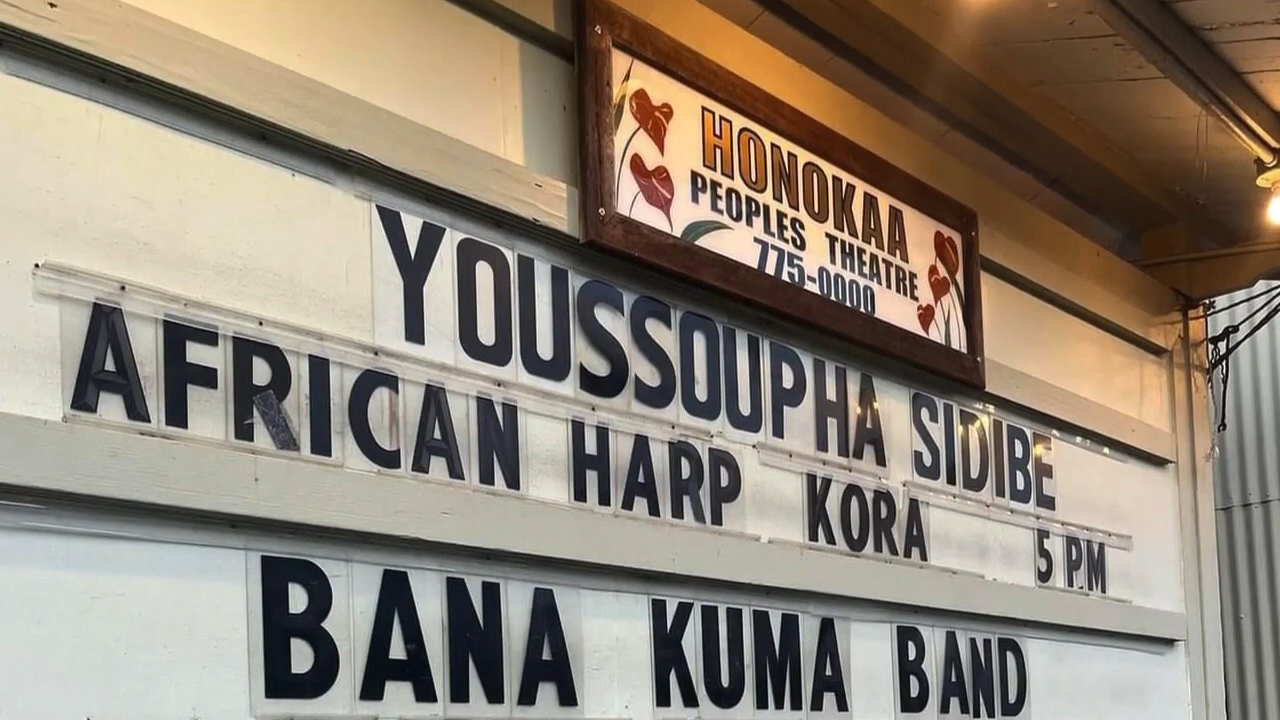 HONOKAA
PEOPLES THEATRE
775-0000
YOUSSOUPHA SIDIBE
AFRICAN HARP KORA 5 PM
BANA KUMA BAND